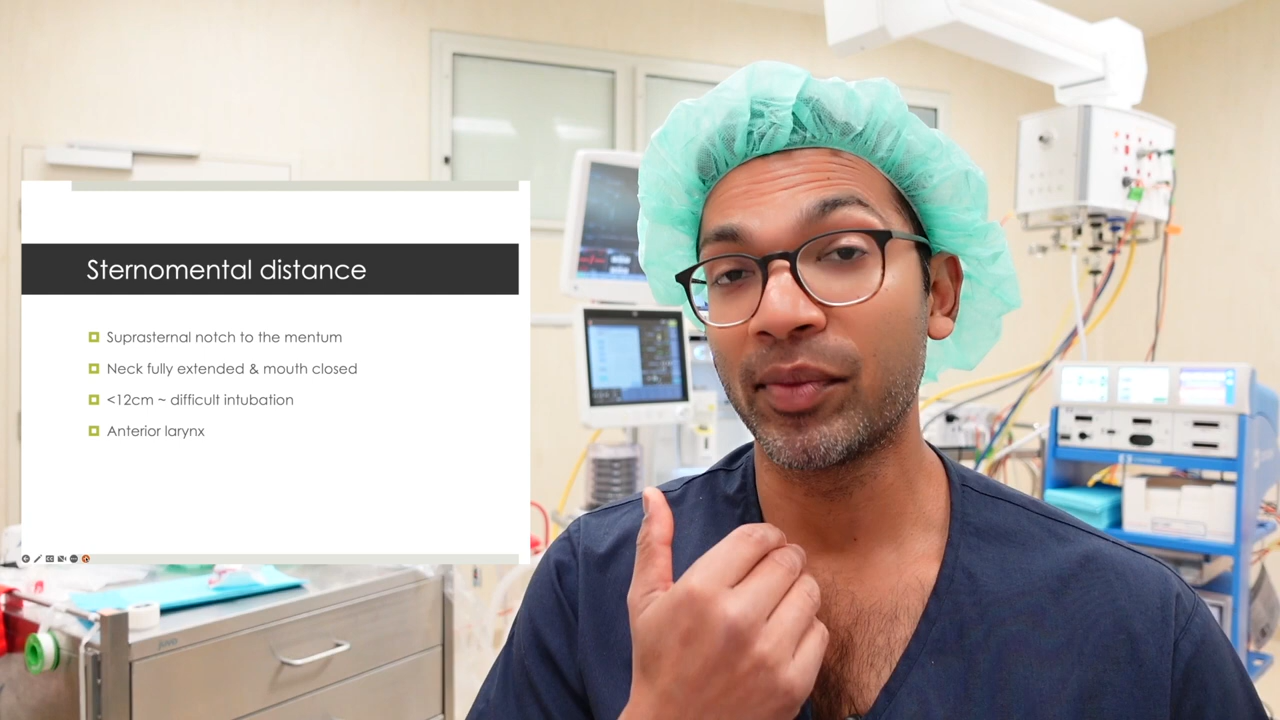 Sternomental distance
Suprasternal notch to the mentum
Neck fully extended & mouth closed
<12cm ~ difficult intubation
Anterior larynx